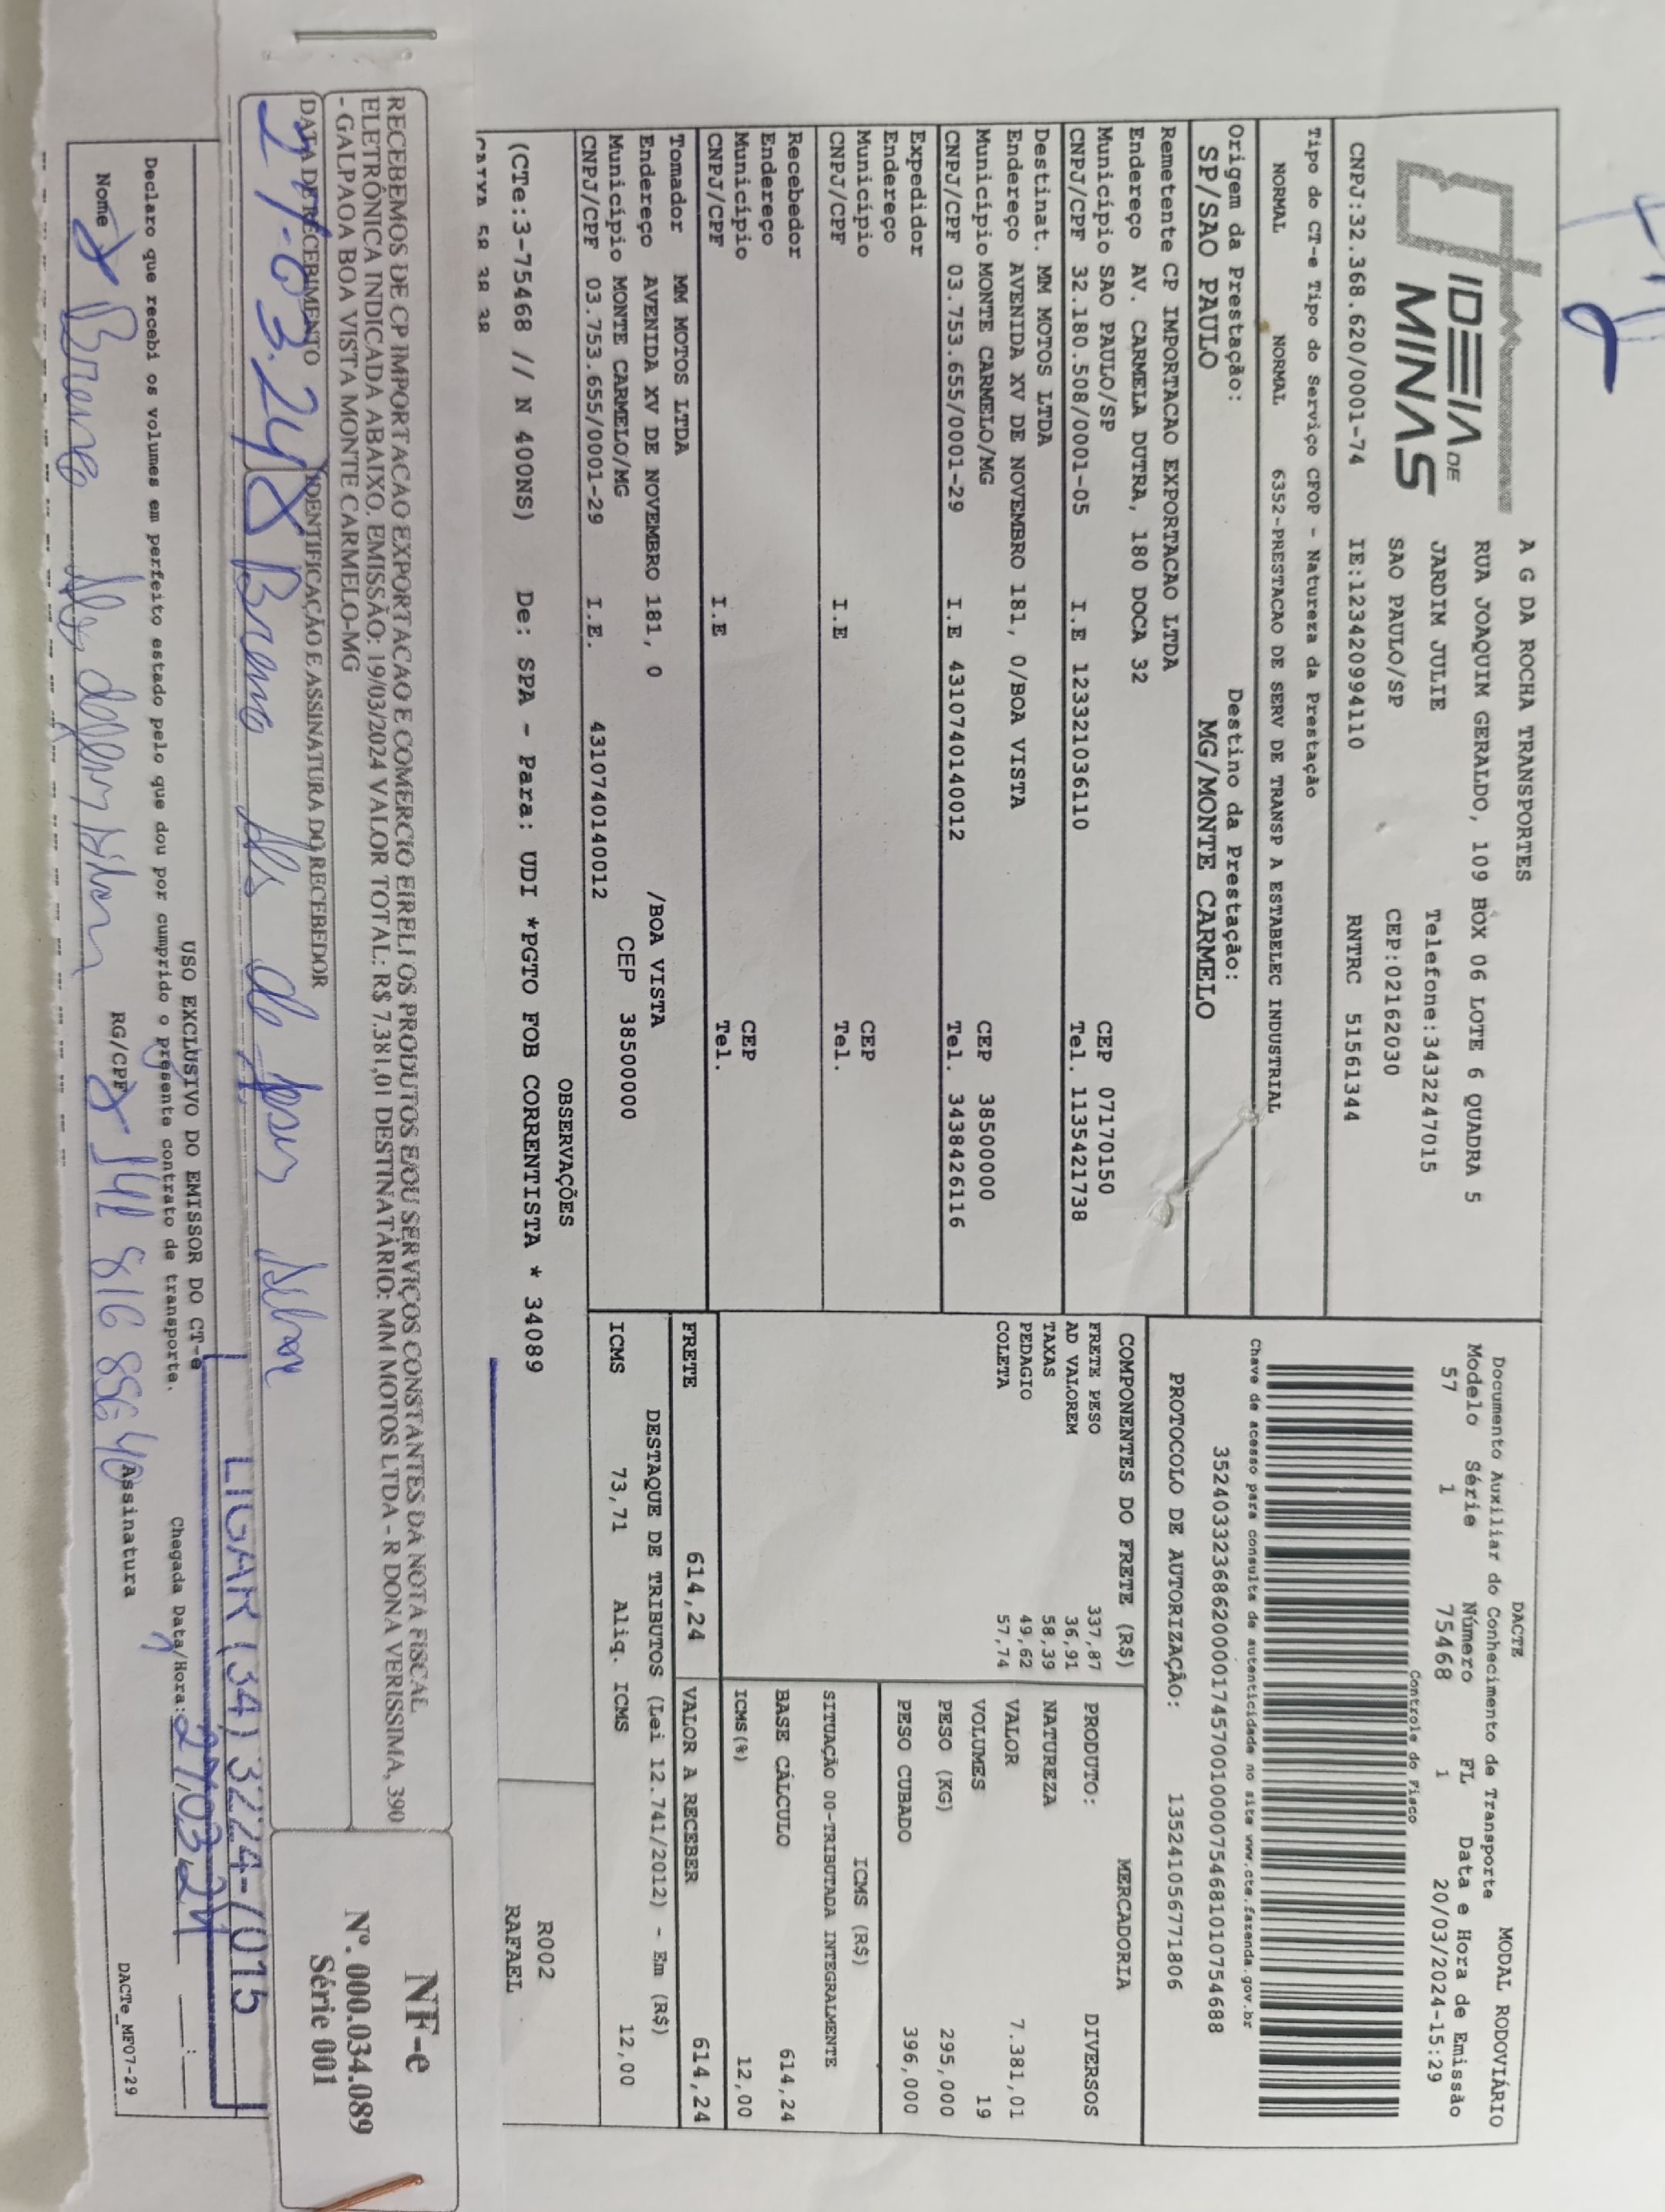 IDEIA DE
MINAS
A G DA ROCHA TRANSPORTES
RUA JOAQUIM GERALDO, 109 BOX 06 LOTE 6 QUADRA 5
JARDIM JULIE Telefone:3432247015
SAO PAULO/SP CEP:02162030
CNPJ:32.368.620/0001-74 IE:123420994110 RNTRC 51561344
DACTE MODAL RODOVIÁRIO
Documento Auxiliar do Conhecimento de Transporte
Modelo Série Número FL Data e Hora de Emissão
57 1 75468 1 20/03/2024-15:29
Controle do Fisco
Chave de acesso para consulta de autenticidade no site www.cte.fazenda.gov.br
35240332368620000174570010000754681010754688
PROTOCOLO DE AUTORIZAÇÃO: 135241056771806
Tipo do CT-e Tipo do Serviço CFOP - Natureza da Prestação
NORMAL NORMAL 6352-PRESTACAO DE SERV DE TRANSP A ESTABELEC INDUSTRIAL
Origem da Prestação: Destino da Prestação:
SP/SAO PAULO MG/MONTE CARMELO
Remetente CP IMPORTACAO EXPORTACAO LTDA
Endereço AV. CARMELA DUTRA, 180 DOCA 32
Município SAO PAULO/SP CEP 07170150
CNPJ/CPF 32.180.508/0001-05 I.E 123321036110 Tel. 1135421738
Destinat. MM MOTOS LTDA
Endereço AVENIDA XV DE NOVEMBRO 181, 0/BOA VISTA
Município MONTE CARMELO/MG CEP 38500000
CNPJ/CPF 03.753.655/0001-29 I.E 4310740140012 Tel. 3438426116
Expedidor
Endereço
Município CEP
CNPJ/CPF I.E Tel.
Recebedor
Endereço
Município CEP
CNPJ/CPF I.E Tel.
Tomador MM MOTOS LTDA
Endereço AVENIDA XV DE NOVEMBRO 181, 0 /BOA VISTA
Município MONTE CARMELO/MG CEP 38500000
CNPJ/CPF 03.753.655/0001-29 I.E. 4310740140012
COMPONENTES DO FRETE (R$)
FRETE PESO 337,87
AD VALOREM 36,91
TAXAS 58,39
PEDAGIO 49,62
COLETA 57,74
MERCADORIA
PRODUTO: DIVERSOS
NATUREZA
VALOR 7.381,01
VOLUMES 19
PESO (KG) 295,000
PESO CUBADO 396,000
ICMS (R$)
SITUAÇÃO 00-TRIBUTADA INTEGRALMENTE
BASE CÁLCULO 614,24
ICMS(%) 12,00
FRETE 614,24 VALOR A RECEBER 614,24
DESTAQUE DE TRIBUTOS (Lei 12.741/2012) - Em (R$)
ICMS 73,71 Aliq. ICMS 12,00
OBSERVAÇÕES
(CTe:3-75468 // N 400NS) De: SPA - Para: UDI *PGTO FOB CORRENTISTA * 34089
R002
RAFAEL
RECEBEMOS DE CP IMPORTACAO EXPORTACAO E COMERCIO EIRELI OS PRODUTOS E/OU SERVIÇOS CONSTANTES DA NOTA FISCAL
ELETRÔNICA INDICADA ABAIXO. EMISSÃO: 19/03/2024 VALOR TOTAL: R$ 7.381,01 DESTINATÁRIO: MM MOTOS LTDA - R DONA VERISSIMA, 390
- GALPAOA BOA VISTA MONTE CARMELO-MG
DATA DE RECEBIMENTO IDENTIFICAÇÃO E ASSINATURA DO RECEBEDOR
27.03.24 Breno
NF-e
Nº. 000.034.089
Série 001
LIGAR (34) 3224-7015
USO EXCLUSIVO DO EMISSOR DO CT-e
Declaro que recebi os volumes em perfeito estado pelo que dou por cumprido o presente contrato de transporte.
Chegada Data/Hora: 27.03.24
Nome Breno RG/CPF Assinatura
DACTe_MF07-29